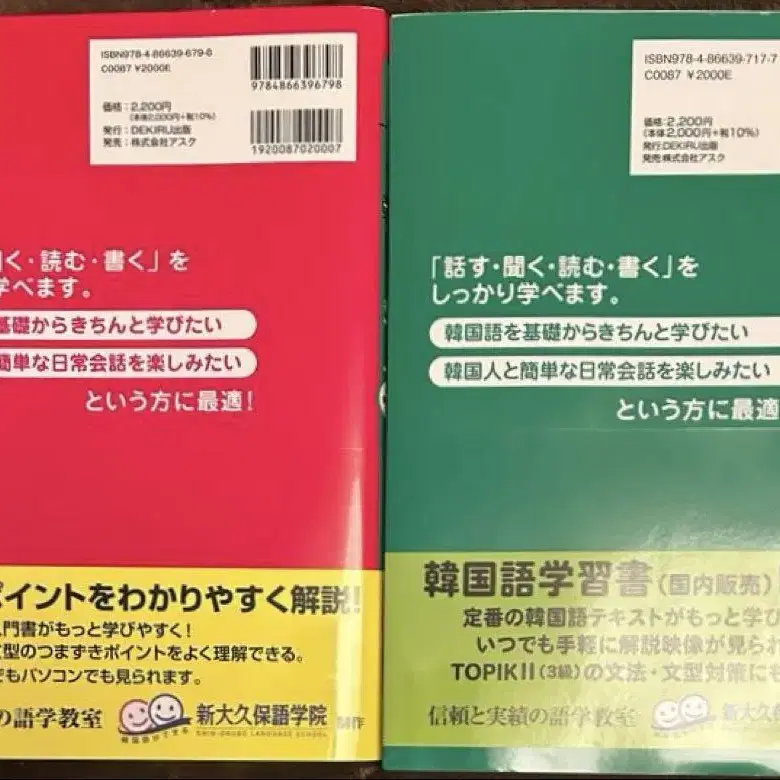 ISBN978-4-86639-679-8
C0087 ¥2000E
9784866396798
価格：2,200円
（本体2,000円+税10%）
発行：DEKIRU出版
発売：株式会社アスク
1920087020007
く・読む・書く」を
学べます。
基礎からきちんと学びたい
簡単な日常会話を楽しみたい
という方に最適！
ポイントをわかりやすく解説！
入門書がもっと学びやすく！
文型のつまずきポイントをよく理解できる。
でもパソコンでも見られます。
の語学教室
新大久保語学院
SHIN-OKUBO LANGUAGE SCHOOL
制作
ISBN978-4-86639-717-7
C0087 ¥2000E
価格：2,200円
（本体2,000円+税10%）
発行：DEKIRU出版
発売：株式会社アスク
「話す・聞く・読む・書く」を
しっかり学べます。
韓国語を基礎からきちんと学びたい
韓国人と簡単な日常会話を楽しみたい
という方に最適
韓国語学習書（国内販売）
定番の韓国語テキストがもっと学び
いつでも手軽に解説映像が見られ
TOPIKII（3級）の文法・文型対策にも
信頼と実績の語学教室
新大久保語